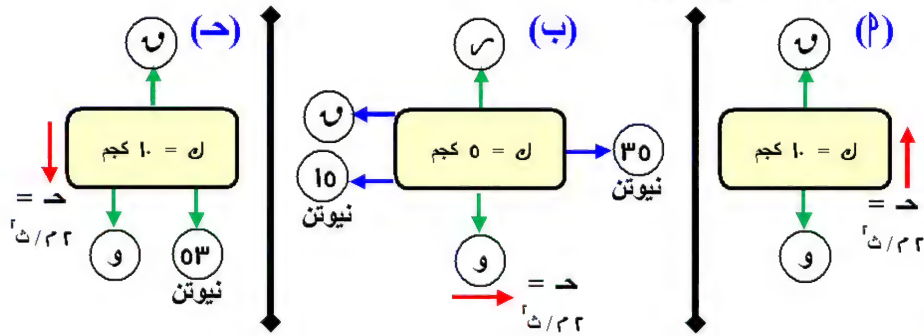 (أ)
ق
ك = ١٠ كجم
حـ =
٢ م/ث٢
و
(ب)
ر
ق
ك = ٥ كجم
٣٥
نيوتن
١٥
نيوتن
و
حـ =
٢ م/ث٢
(حـ)
ق
ك = ١٠ كجم
حـ =
٢ م/ث٢
و
٥٣
نيوتن